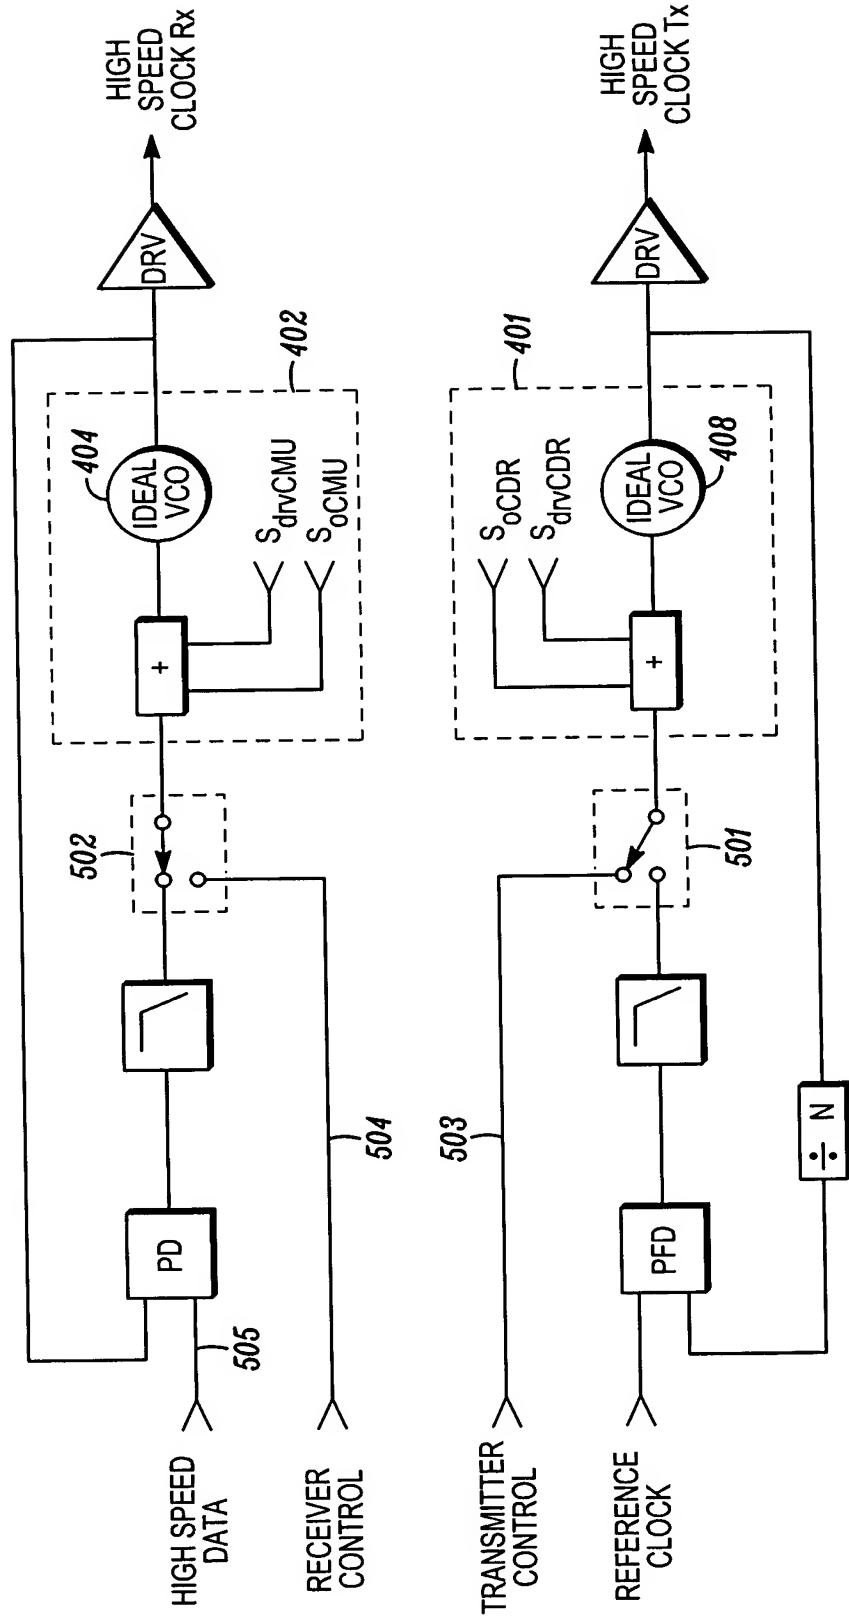 HIGH SPEED
DATA
505
PD
502
+
IDEAL
VCO
404
S_drvCMU
S_oCMU
402
DRV
HIGH
SPEED
CLOCK Rx
RECEIVER
CONTROL
504
TRANSMITTER
CONTROL
503
REFERENCE
CLOCK
PFD
÷ N
501
+
S_oCDR
S_drvCDR
IDEAL
VCO
408
401
DRV
HIGH
SPEED
CLOCK Tx